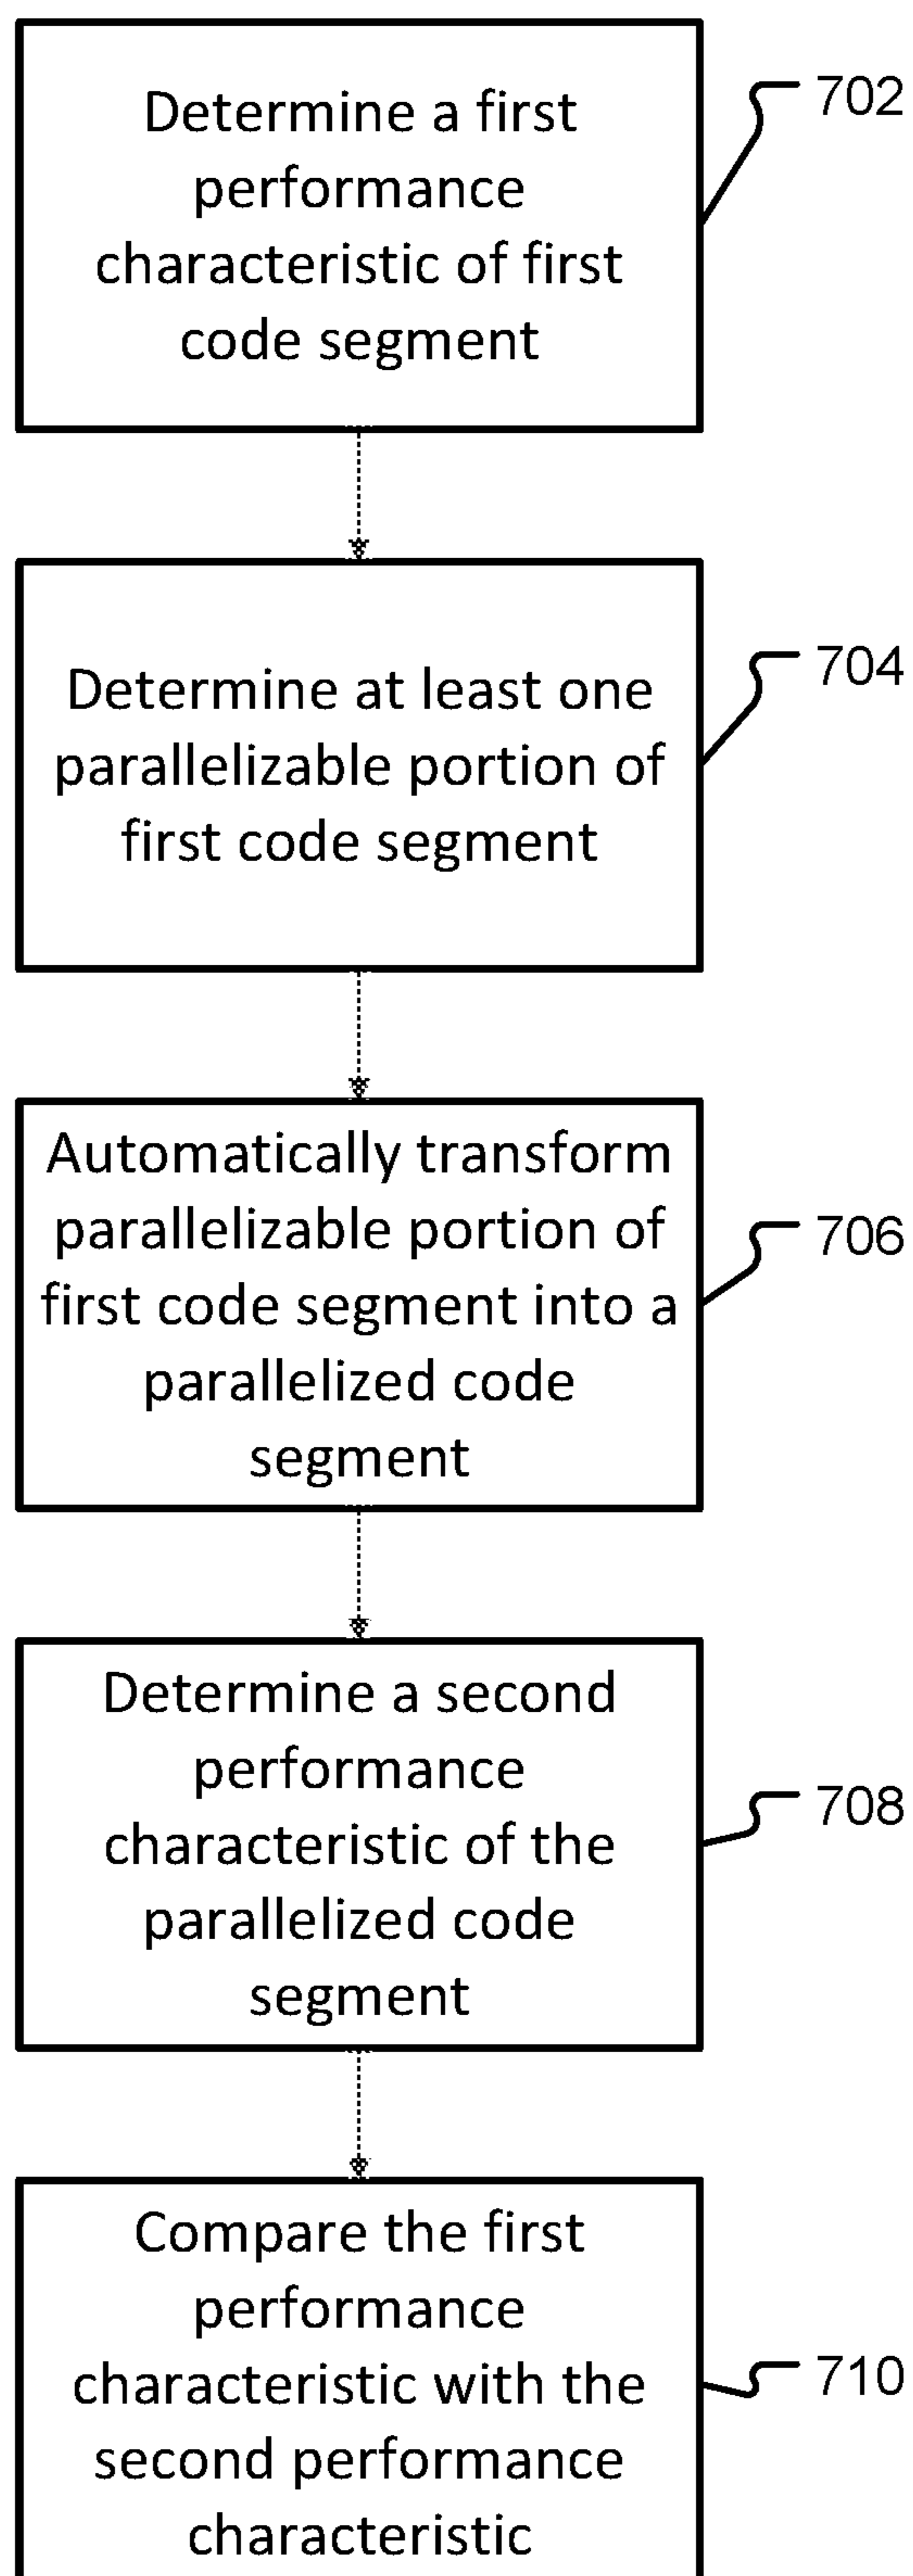 Determine a first
performance
characteristic of first
code segment
702
Determine at least one
parallelizable portion of
first code segment
704
Automatically transform
parallelizable portion of
first code segment into a
parallelized code
segment
706
Determine a second
performance
characteristic of the
parallelized code
segment
708
Compare the first
performance
characteristic with the
second performance
characteristic
710